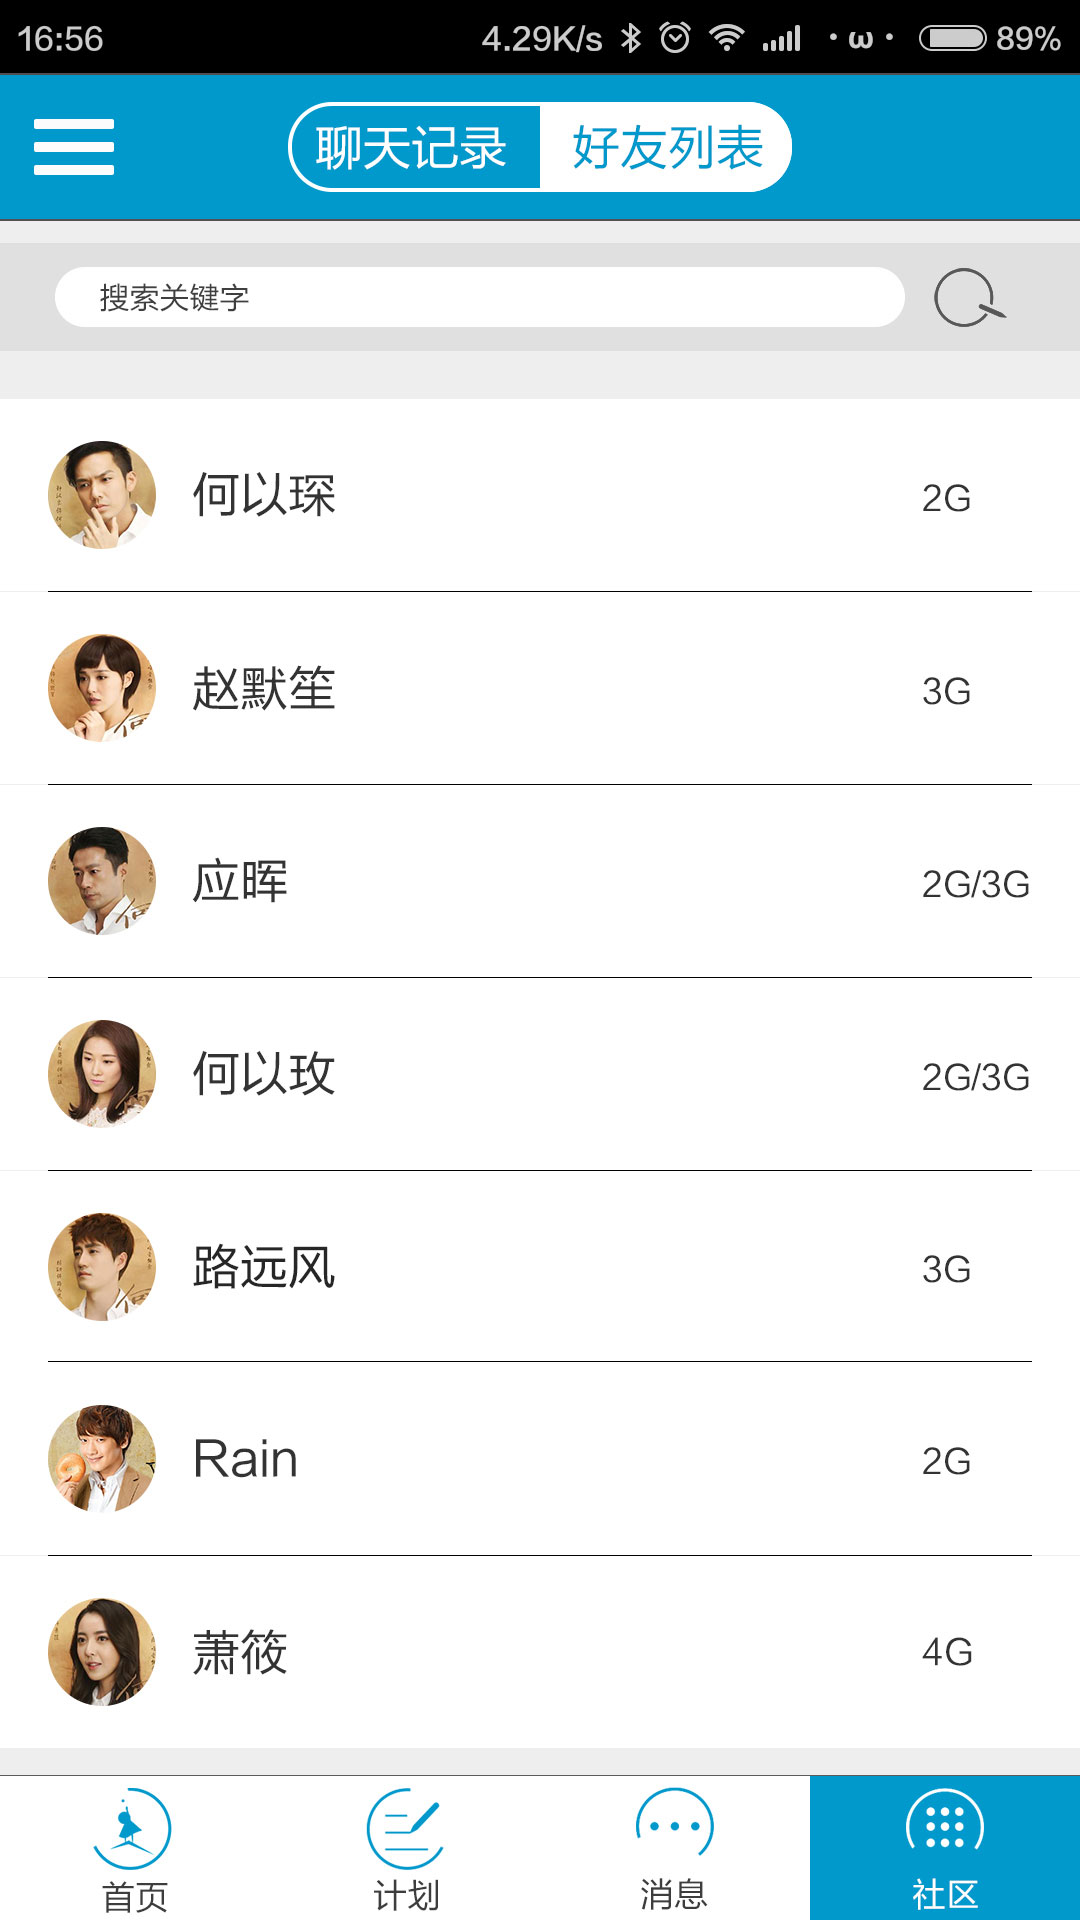 16:56 4.29K/s ·ω· 89%
聊天记录 好友列表
搜索关键字
何以琛 2G
赵默笙 3G
应晖 2G/3G
何以玫 2G/3G
路远风 3G
Rain 2G
萧筱 4G
首页 计划 消息 社区